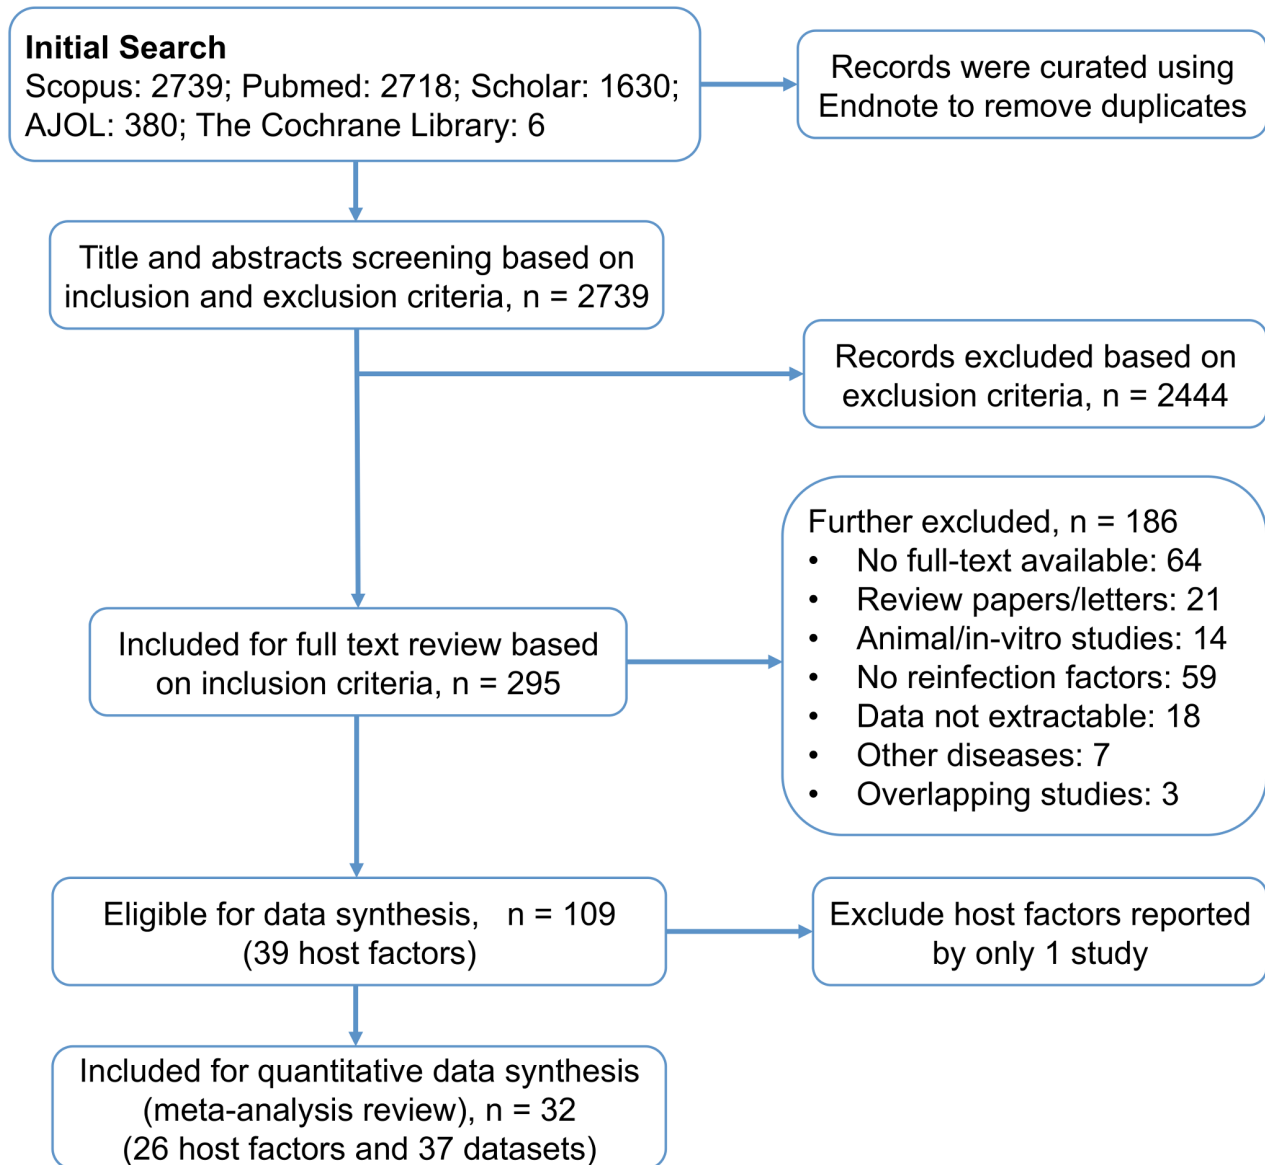 Initial Search
Scopus: 2739; Pubmed: 2718; Scholar: 1630;
AJOL: 380; The Cochrane Library: 6
Records were curated using
Endnote to remove duplicates
Title and abstracts screening based on
inclusion and exclusion criteria, n = 2739
Records excluded based on
exclusion criteria, n = 2444
Further excluded, n = 186
• No full-text available: 64
• Review papers/letters: 21
• Animal/in-vitro studies: 14
• No reinfection factors: 59
• Data not extractable: 18
• Other diseases: 7
• Overlapping studies: 3
Included for full text review based
on inclusion criteria, n = 295
Eligible for data synthesis, n = 109
(39 host factors)
Exclude host factors reported
by only 1 study
Included for quantitative data synthesis
(meta-analysis review), n = 32
(26 host factors and 37 datasets)